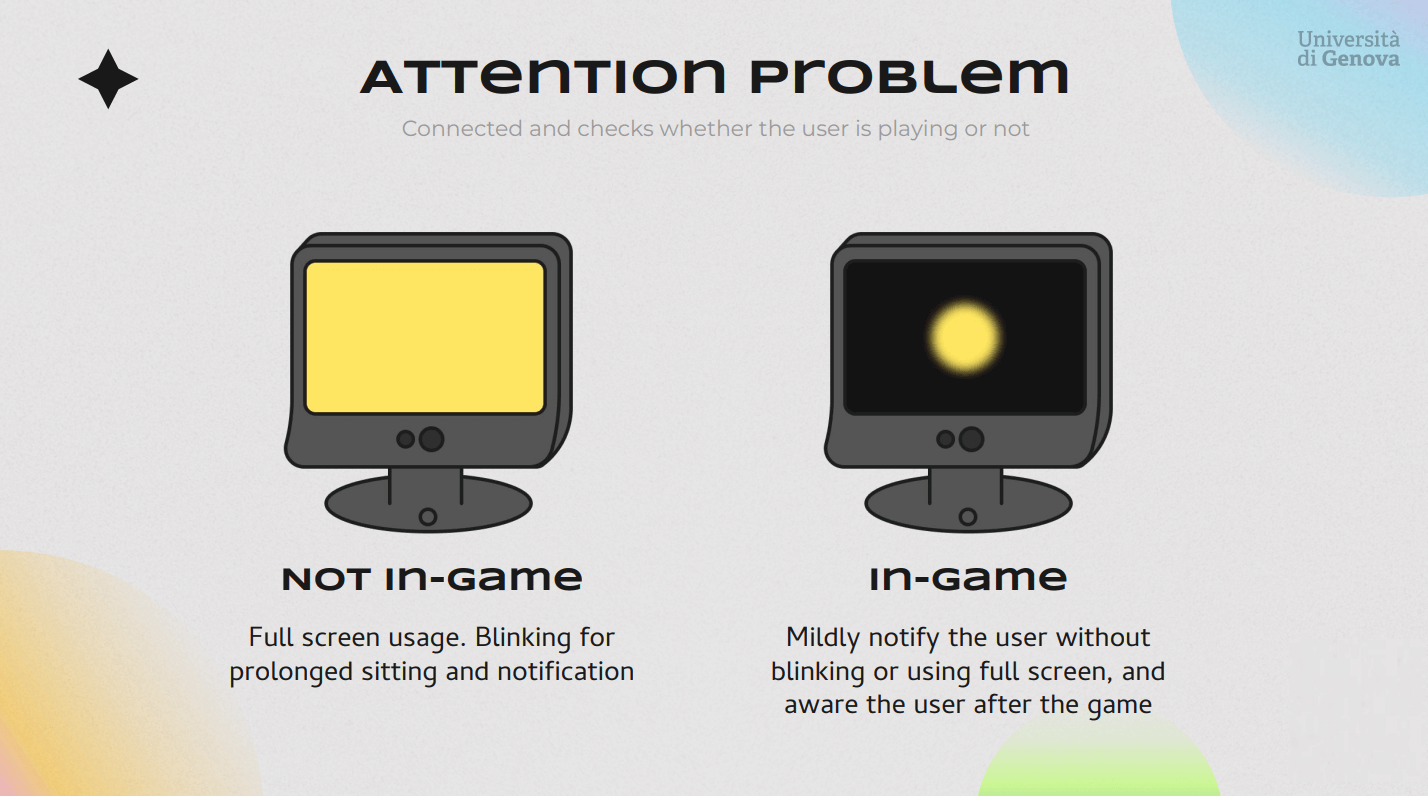 Università
di Genova
ATTENTION PROBLEM
Connected and checks whether the user is playing or not
NOT IN-GAME
Full screen usage. Blinking for
prolonged sitting and notification
IN-GAME
Mildly notify the user without
blinking or using full screen, and
aware the user after the game